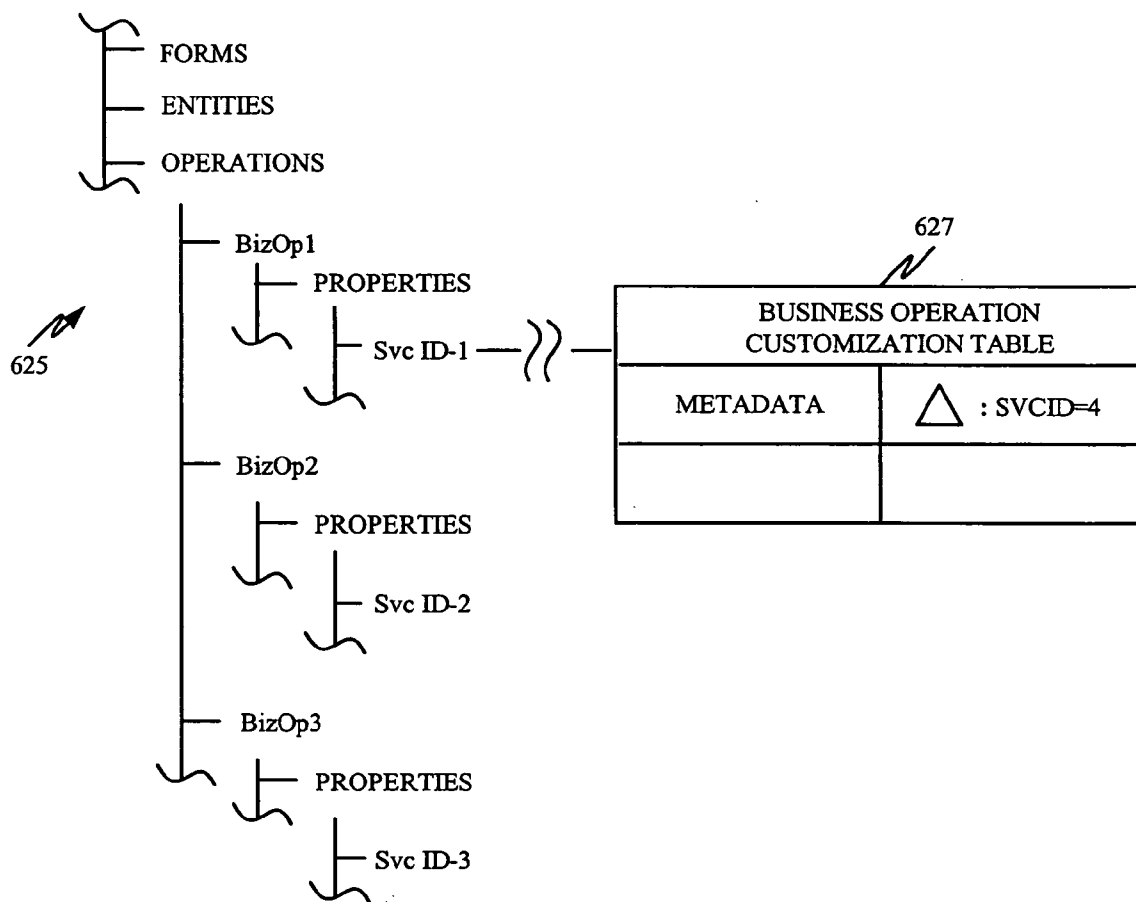 FORMS
ENTITIES
OPERATIONS
BizOp1
PROPERTIES
Svc ID-1
625
627
BUSINESS OPERATION
CUSTOMIZATION TABLE
METADATA
: SVCID=4
BizOp2
PROPERTIES
Svc ID-2
BizOp3
PROPERTIES
Svc ID-3